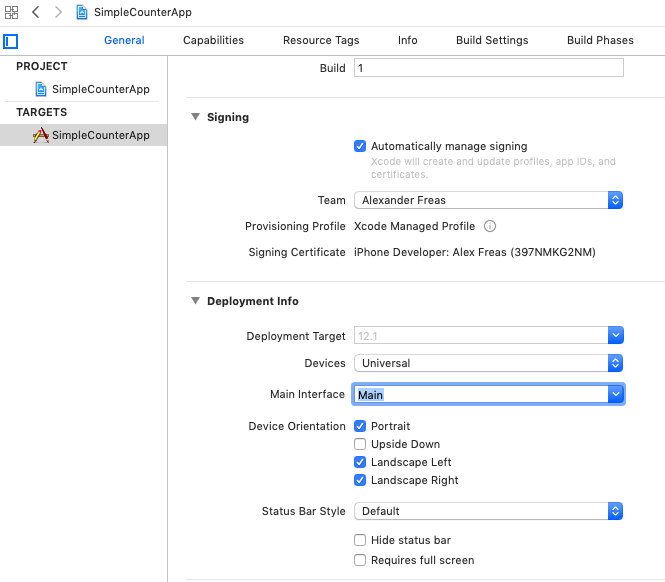 SimpleCounterApp
General Capabilities Resource Tags Info Build Settings Build Phases
PROJECT
SimpleCounterApp
TARGETS
SimpleCounterApp
Build 1
Signing
Automatically manage signing
Xcode will create and update profiles, app IDs, and
certificates.
Team Alexander Freas
Provisioning Profile Xcode Managed Profile
Signing Certificate iPhone Developer: Alex Freas (397NMKG2NM)
Deployment Info
Deployment Target 12.1
Devices Universal
Main Interface Main
Device Orientation Portrait
Upside Down
Landscape Left
Landscape Right
Status Bar Style Default
Hide status bar
Requires full screen